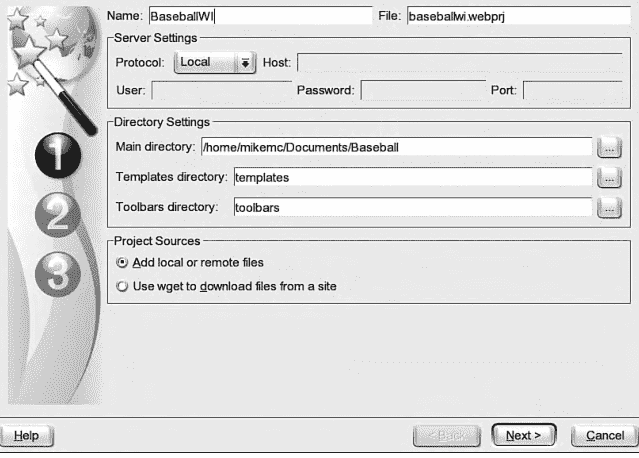 Name: BaseballWI File: baseballwi.webprj
Server Settings
Protocol: Local Host:
User: Password: Port:
Directory Settings
Main directory: /home/mikemc/Documents/Baseball ...
Templates directory: templates ...
Toolbars directory: toolbars ...
Project Sources
Add local or remote files
Use wget to download files from a site
1
2
3
Help < Back Next > Cancel